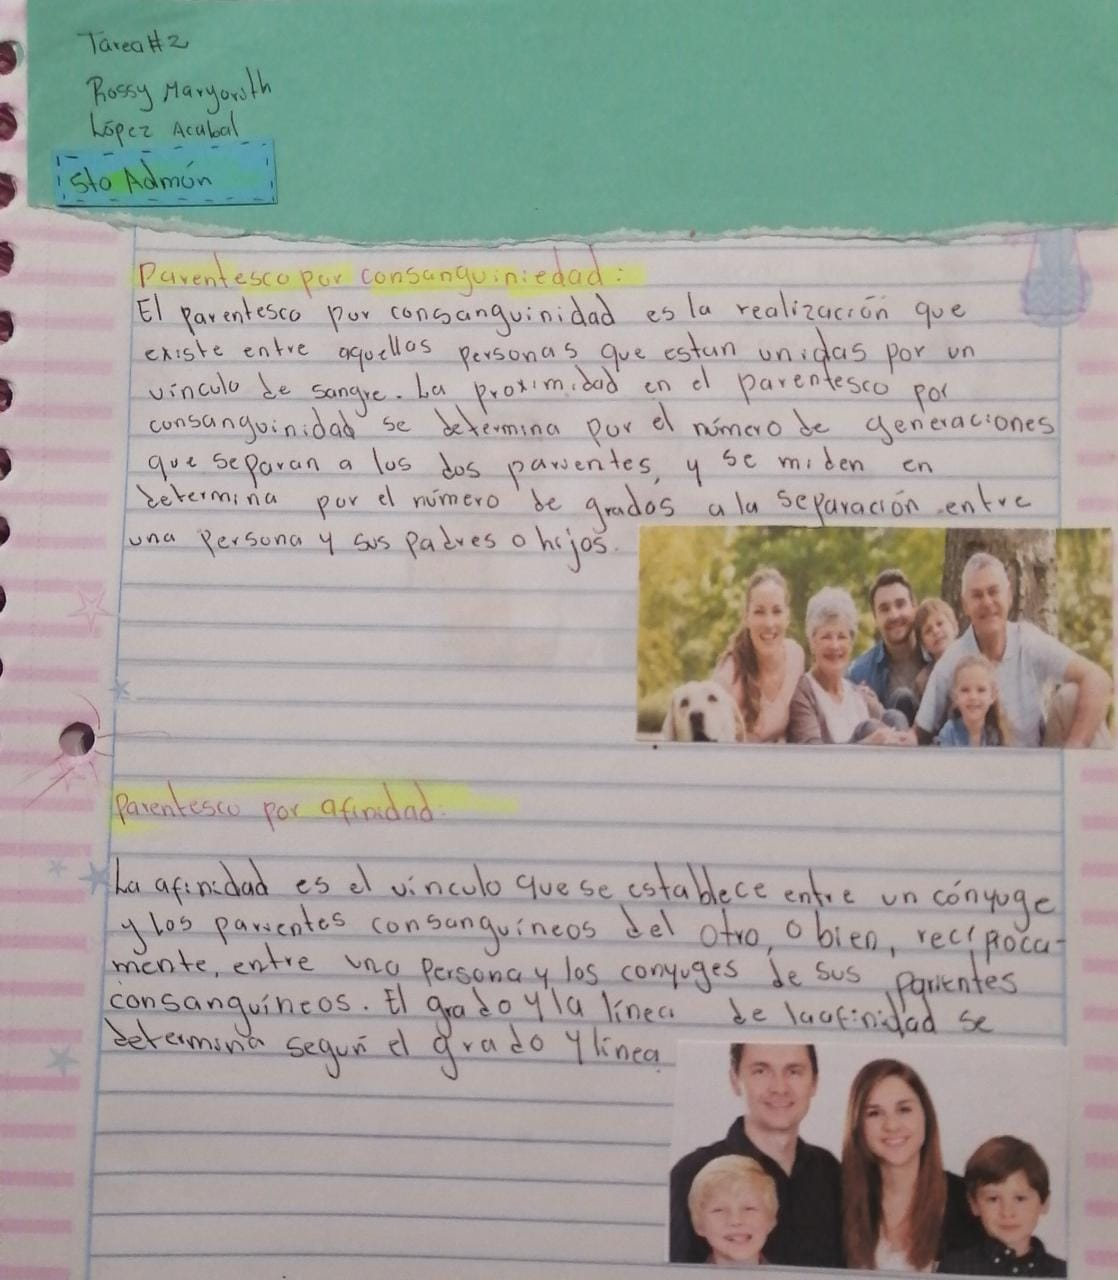 Tarea#2
Rossy Maryorith
López Acabal
5to Admón
Parentesco por consanguiniedad:
El parentesco por consanguinidad es la realización que
existe entre aquellas personas que estan unidas por un
vínculo de sangre. La proximidad en el parentesco por
consanguinidad se determina por el número de generaciones
que separan a los dos parientes, y se miden en
determina por el número de grados a la separación entre
una persona y sus padres o hijos.
Parentesco por afinidad:
La afinidad es el vínculo que se establece entre un cónyuge
y los parientes consanguíneos del otro, o bien, recíproca-
mente, entre una persona y los conyuges de sus parientes
consanguíneos. El grado y la línea de la afinidad se
determina según el grado y línea